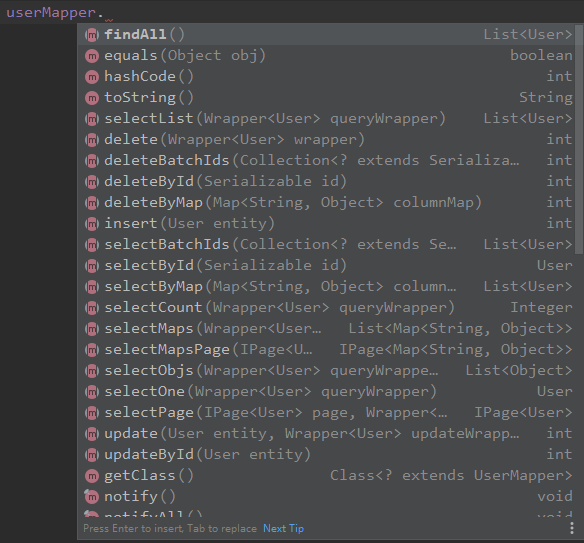 userMapper.
findAll() List<User>
equals(Object obj) boolean
hashCode() int
toString() String
selectList(Wrapper<User> queryWrapper) List<User>
delete(Wrapper<User> wrapper) int
deleteBatchIds(Collection<? extends Serializa… int
deleteById(Serializable id) int
deleteByMap(Map<String, Object> columnMap) int
insert(User entity) int
selectBatchIds(Collection<? extends Se… List<User>
selectById(Serializable id) User
selectByMap(Map<String, Object> column… List<User>
selectCount(Wrapper<User> queryWrapper) Integer
selectMaps(Wrapper<User… List<Map<String, Object>>
selectMapsPage(IPage<U… IPage<Map<String, Object>>
selectObjs(Wrapper<User> queryWrappe… List<Object>
selectOne(Wrapper<User> queryWrapper) User
selectPage(IPage<User> page, Wrapper<… IPage<User>
update(User entity, Wrapper<User> updateWrapp… int
updateById(User entity) int
getClass() Class<? extends UserMapper>
notify() void
notifyAll() void
Press Enter to insert, Tab to replace Next Tip